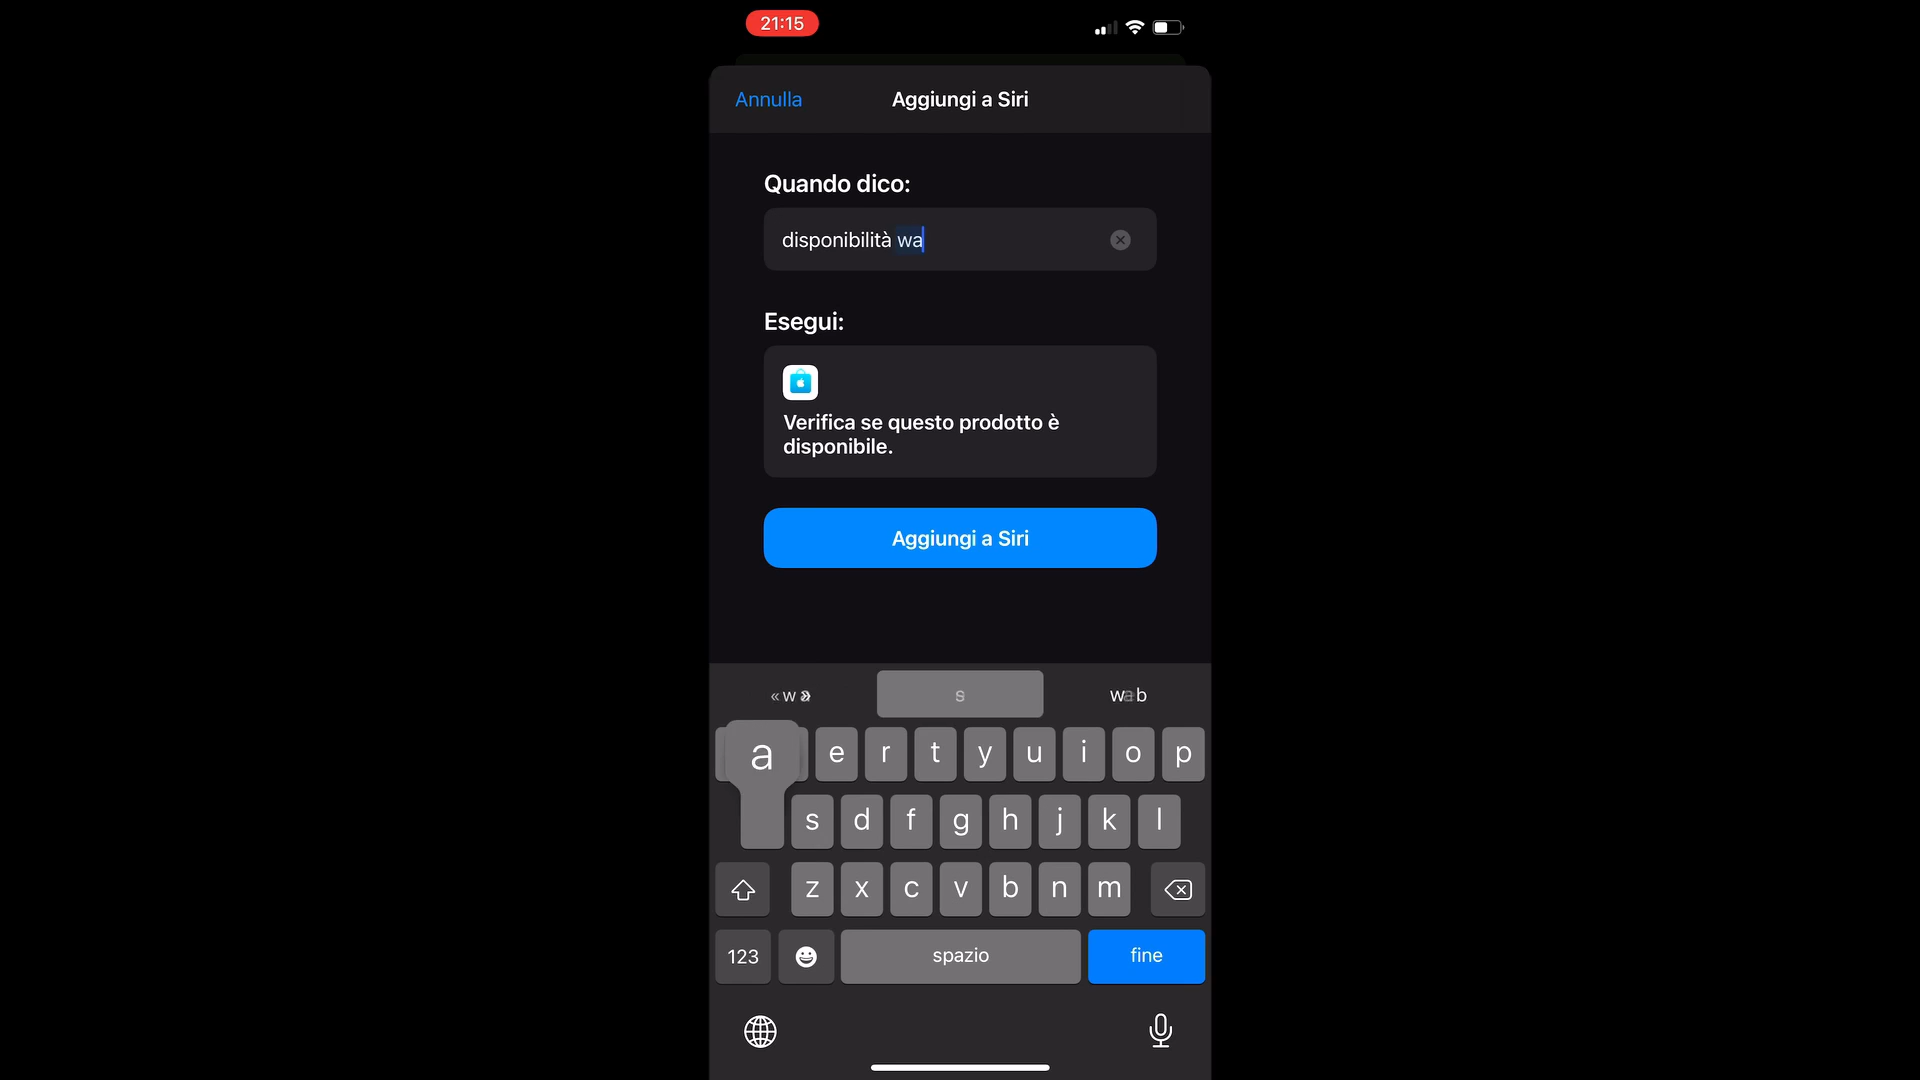 21:15
Annulla Aggiungi a Siri
Quando dico:
disponibilità wa
Esegui:
Verifica se questo prodotto è
disponibile.
Aggiungi a Siri
a e r t y u i o p
s d f g h j k l
z x c v b n m
123 spazio fine